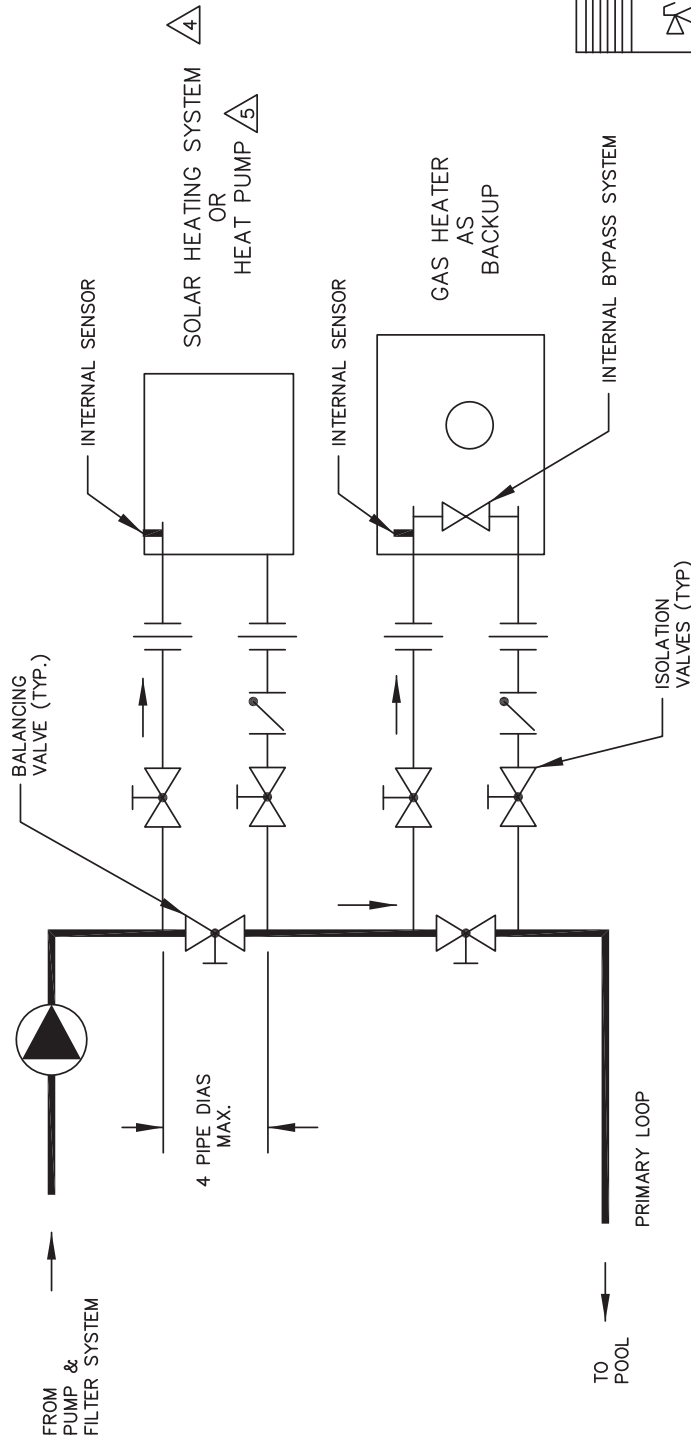 FROM
PUMP &
FILTER SYSTEM
TO
POOL
PRIMARY LOOP
4 PIPE DIAS
MAX.
BALANCING
VALVE (TYP.)
ISOLATION
VALVES (TYP)
INTERNAL SENSOR
SOLAR HEATING SYSTEM 4
OR
HEAT PUMP 5
INTERNAL SENSOR
GAS HEATER
AS
BACKUP
INTERNAL BYPASS SYSTEM